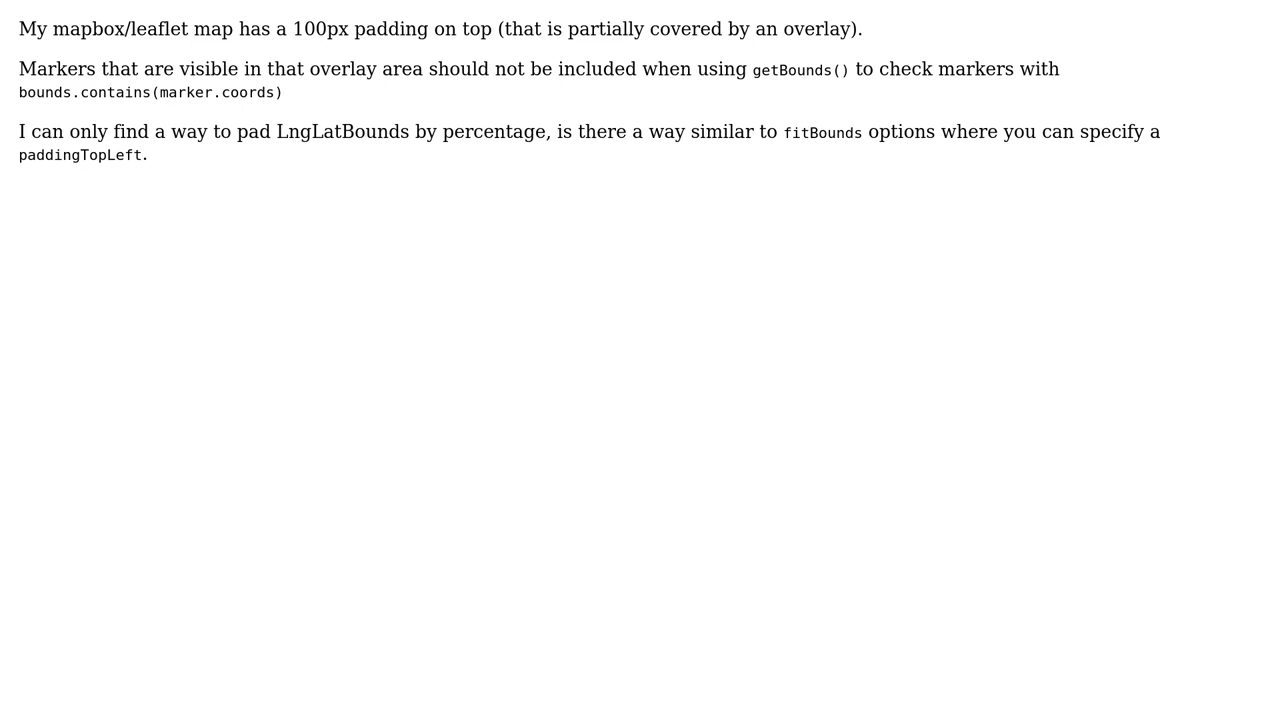 My mapbox/leaflet map has a 100px padding on top (that is partially covered by an overlay).
Markers that are visible in that overlay area should not be included when using getBounds() to check markers with
bounds.contains(marker.coords)
I can only find a way to pad LngLatBounds by percentage, is there a way similar to fitBounds options where you can specify a
paddingTopLeft.